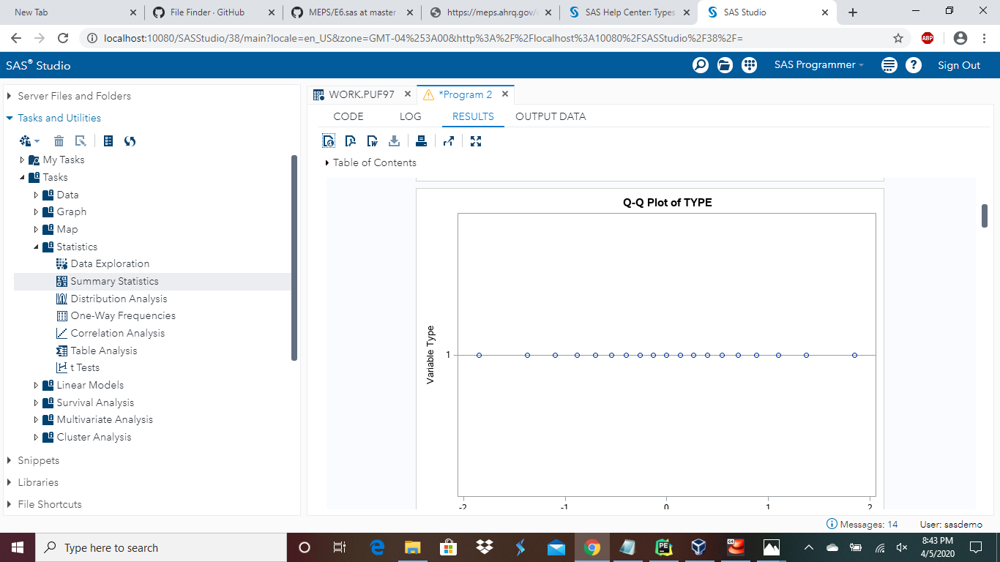 New Tab
File Finder · GitHub
MEPS/E6.sas at master
https://meps.ahrq.gov/
SAS Help Center: Types
SAS Studio
localhost:10080/SASStudio/38/main?locale=en_US&zone=GMT-04%253A00&http%3A%2F%2Flocalhost%3A10080%2FSASStudio%2F38%2F=
ABP
SAS® Studio
SAS Programmer
Sign Out
Server Files and Folders
Tasks and Utilities
My Tasks
Tasks
Data
Graph
Map
Statistics
Data Exploration
Summary Statistics
Distribution Analysis
One-Way Frequencies
Correlation Analysis
Table Analysis
t Tests
Linear Models
Survival Analysis
Multivariate Analysis
Cluster Analysis
Snippets
Libraries
File Shortcuts
WORK.PUF97
*Program 2
CODE LOG RESULTS OUTPUT DATA
Table of Contents
Q-Q Plot of TYPE
Variable Type
1
-2 -1 0 1 2
Messages: 14
User: sasdemo
Type here to search
8:43 PM
4/5/2020